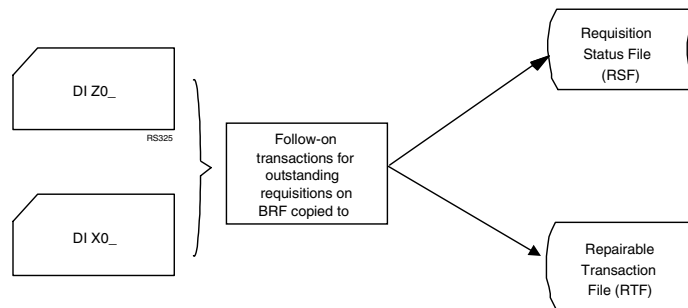 DI Z0_
RS325
DI X0_
Follow-on
transactions for
outstanding
requisitions on
BRF copied to
Requisition
Status File
(RSF)
Repairable
Transaction
File (RTF)